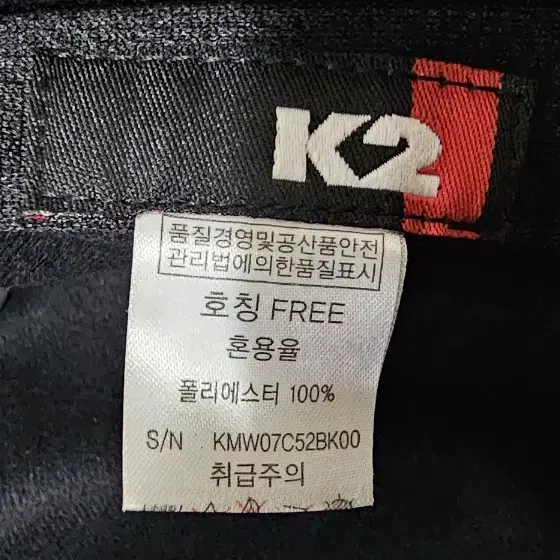 K2
품질경영및공산품안전
관리법에의한품질표시
호칭 FREE
혼용율
폴리에스터 100%
S/N KMW07C52BK00
취급주의